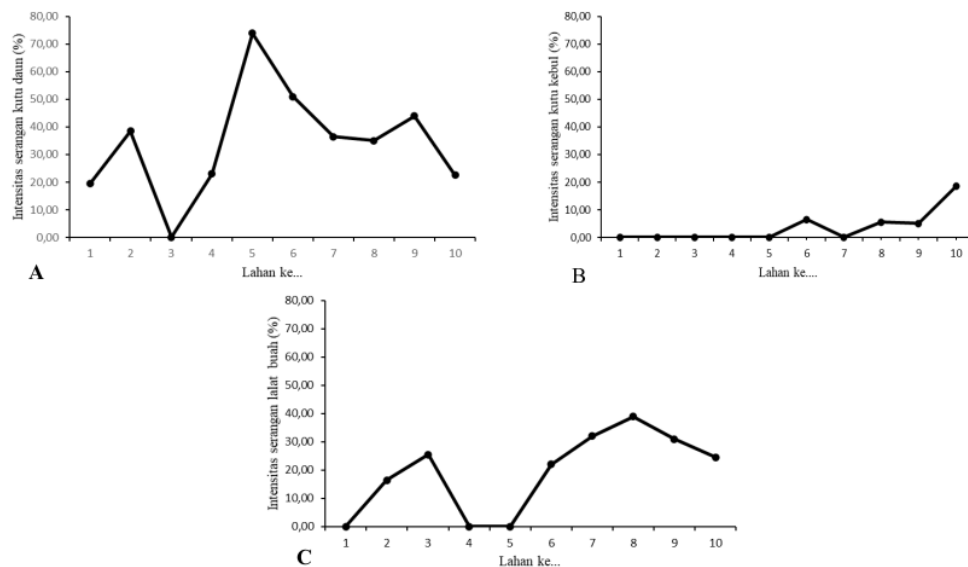 Intensitas serangan kutu daun (%)
80,00
70,00
60,00
50,00
40,00
30,00
20,00
10,00
0,00
1 2 3 4 5 6 7 8 9 10
Lahan ke...
A
Intensitas serangan kutu kebul (%)
80,00
70,00
60,00
50,00
40,00
30,00
20,00
10,00
0,00
1 2 3 4 5 6 7 8 9 10
Lahan ke....
B
Intensitas serangan lalat buah (%)
80,00
70,00
60,00
50,00
40,00
30,00
20,00
10,00
0,00
1 2 3 4 5 6 7 8 9 10
Lahan ke...
C